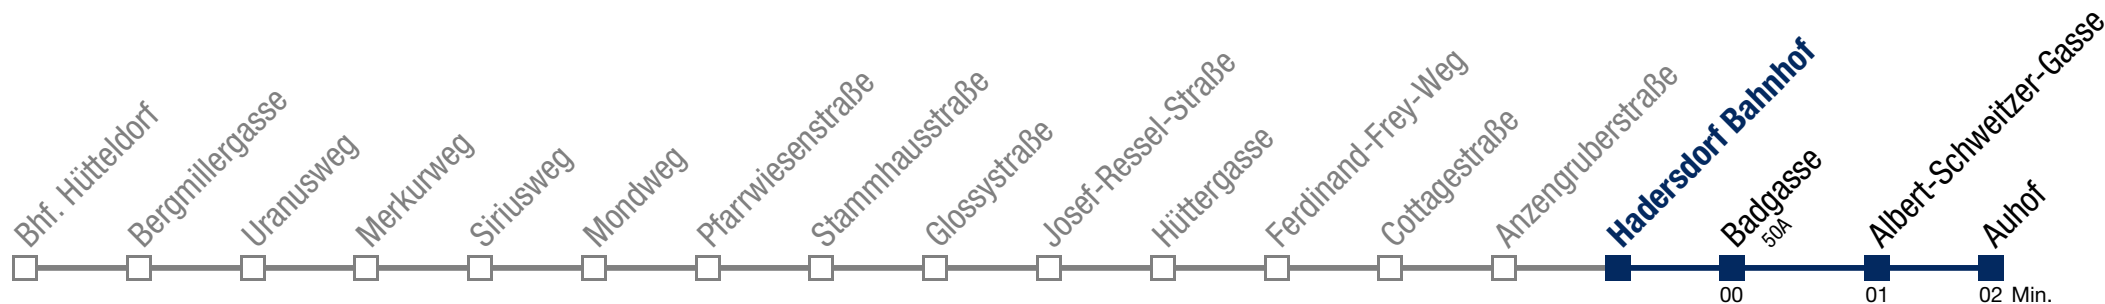 Bhf. Hütteldorf
Bergmillergasse
Uranusweg
Merkurweg
Siriusweg
Mondweg
Pfarrwiesenstraße
Stammhausstraße
Glossystraße
Josef-Ressel-Straße
Hüttergasse
Ferdinand-Frey-Weg
Cottagestraße
Anzengruberstraße
Hadersdorf Bahnhof
Badgasse
50A
Albert-Schweitzer-Gasse
Auhof
00 01 02 Min.